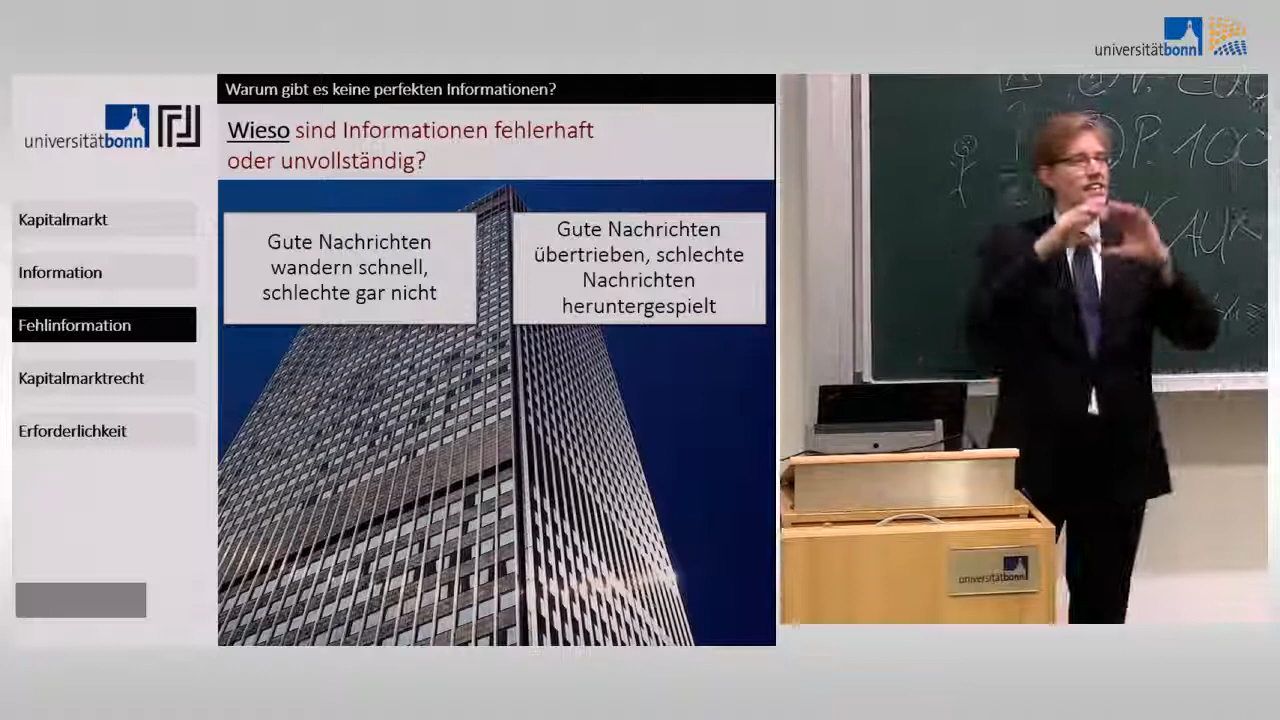 universitätbonn
Warum gibt es keine perfekten Informationen?
universitätbonn
Wieso sind Informationen fehlerhaft
oder unvollständig?
Kapitalmarkt
Information
Fehlinformation
Kapitalmarktrecht
Erforderlichkeit
Gute Nachrichten
wandern schnell,
schlechte gar nicht
Gute Nachrichten
übertrieben, schlechte
Nachrichten
heruntergespielt
P. 100
universitätbonn